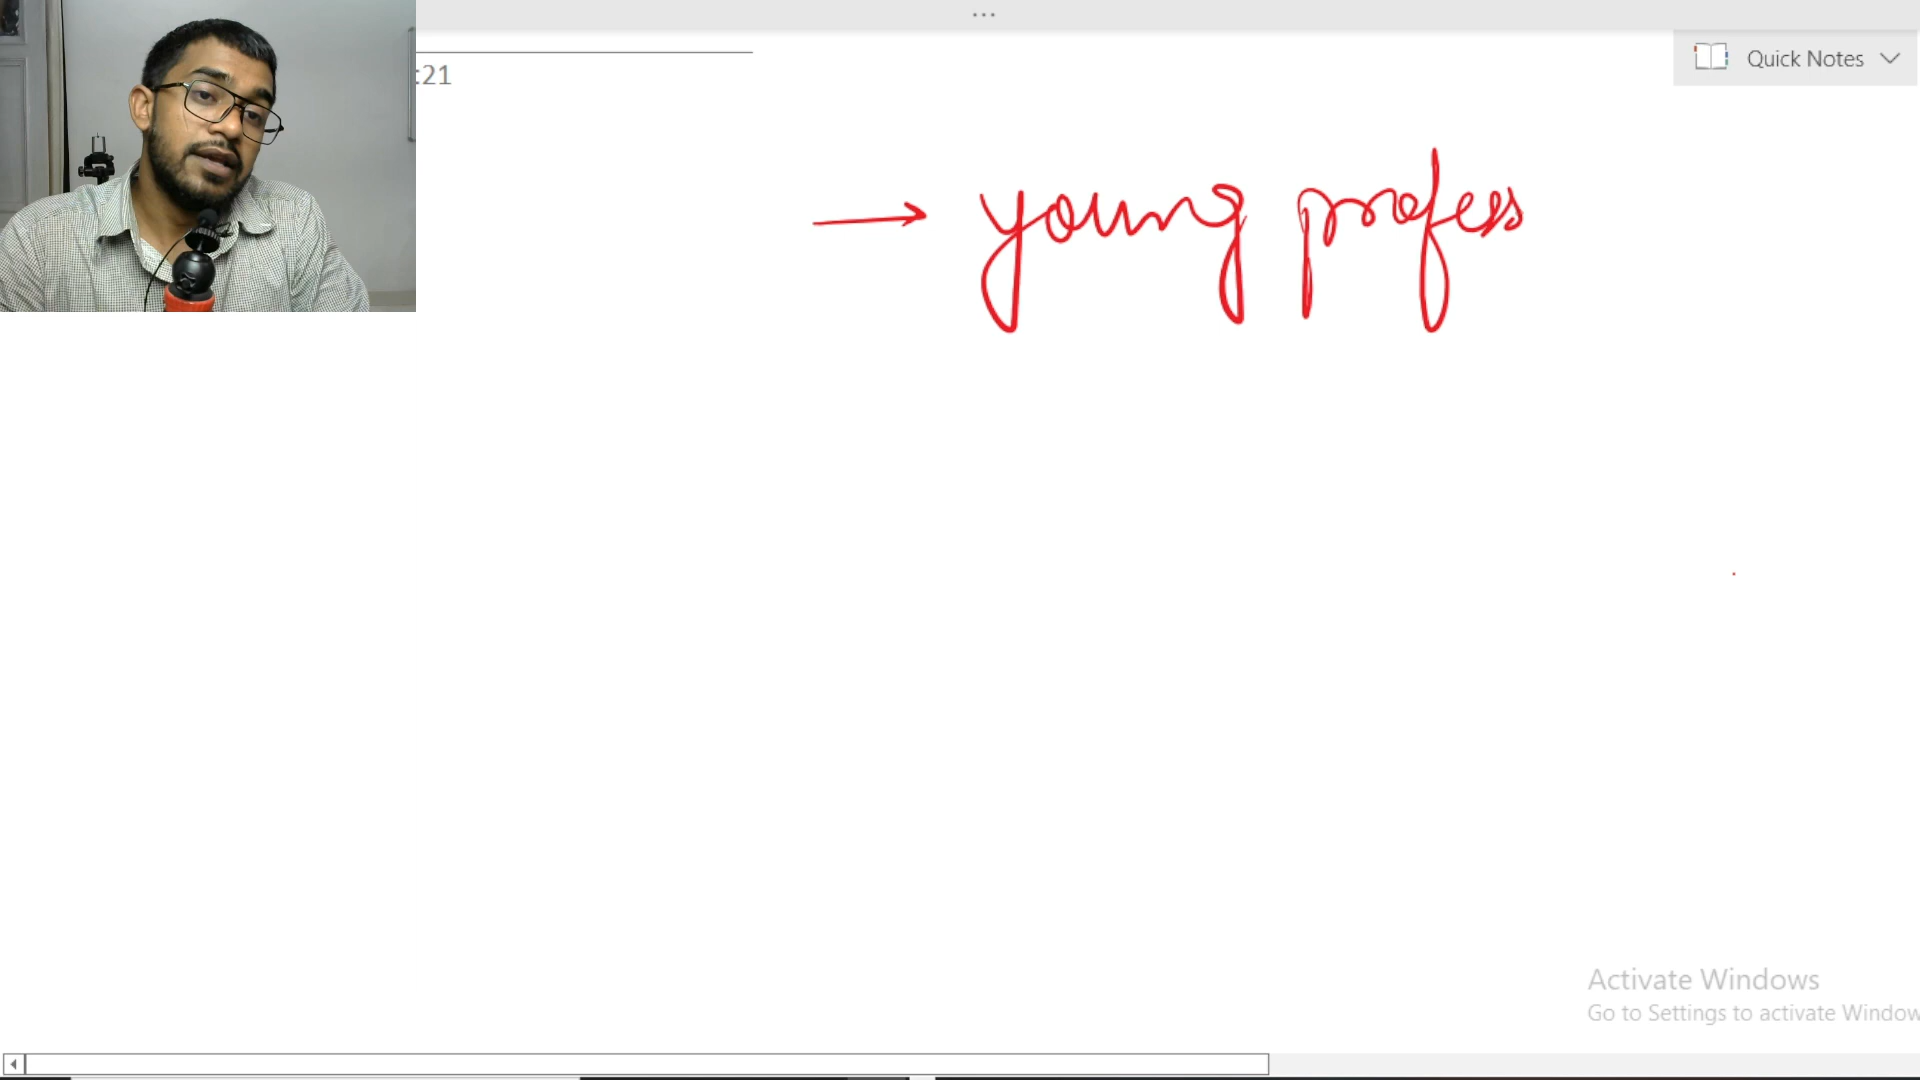 ...
Quick Notes
:21
→ young profess
Activate Windows
Go to Settings to activate Window